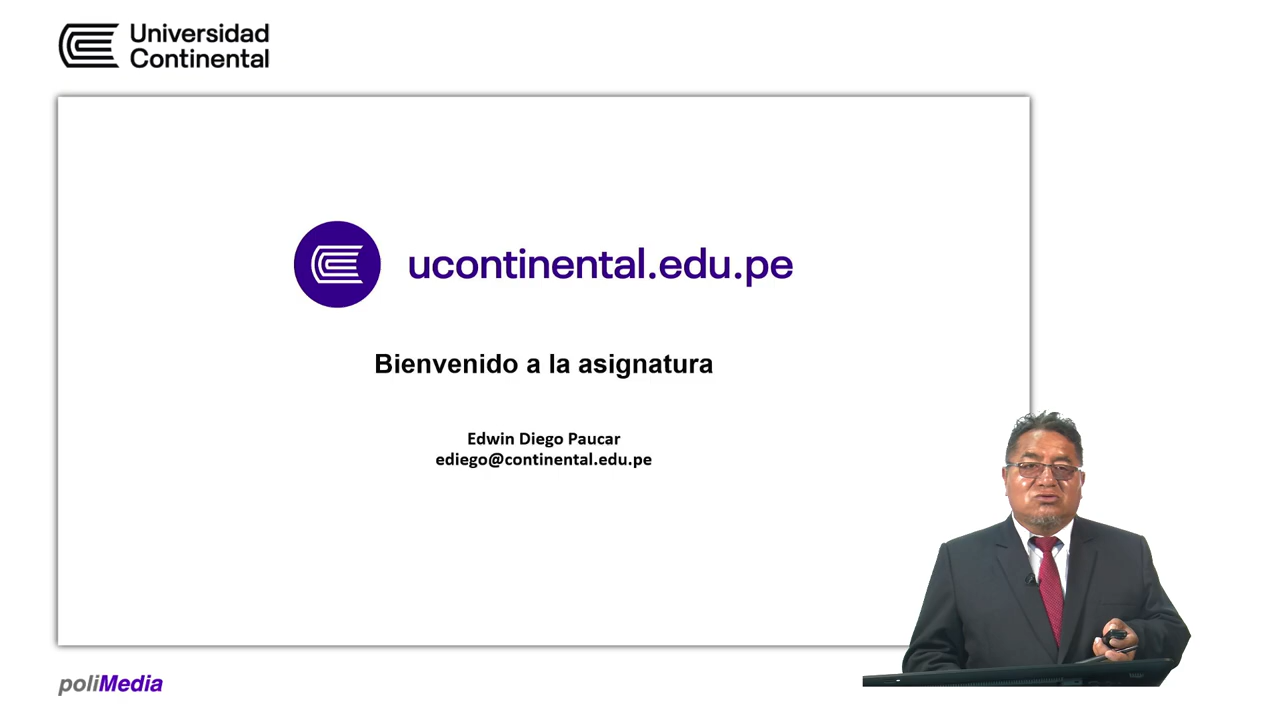 Universidad
Continental
ucontinental.edu.pe
Bienvenido a la asignatura
Edwin Diego Paucar
ediego@continental.edu.pe
poliMedia